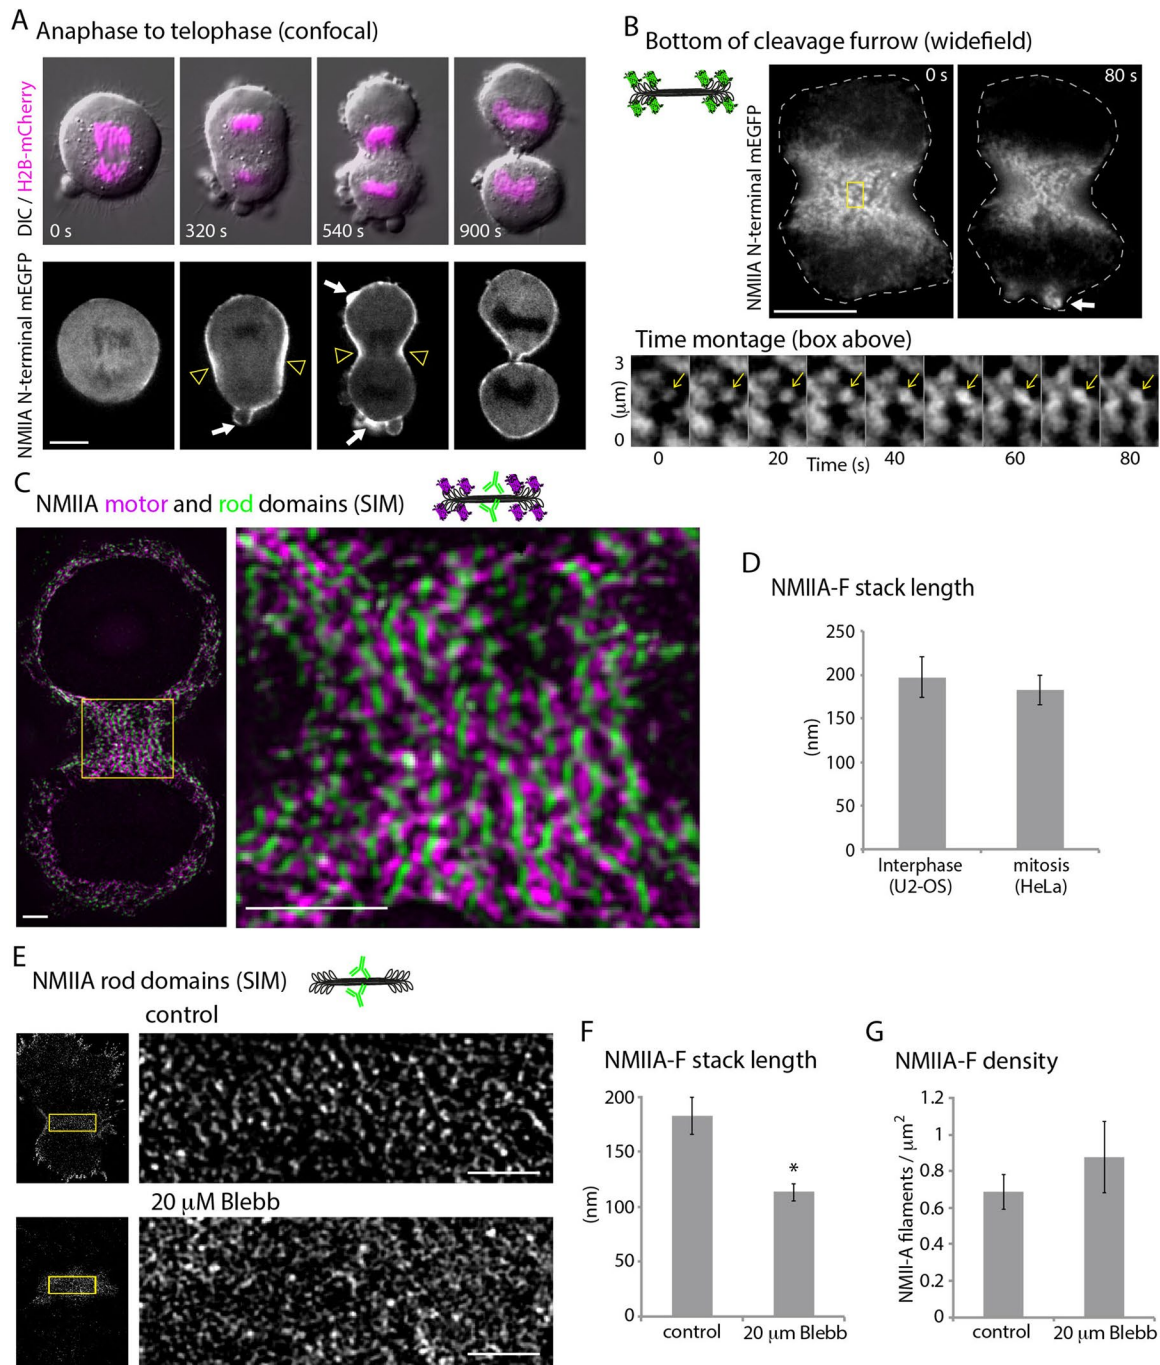 A
Anaphase to telophase (confocal)
DIC / H2B-mCherry
0 s
320 s
540 s
900 s
NMIIA N-terminal mEGFP
B
Bottom of cleavage furrow (widefield)
NMIIA N-terminal mEGFP
0 s
80 s
Time montage (box above)
3
(μm)
0
0
20
40
60
80
Time (s)
C
NMIIA motor and rod domains (SIM)
D
NMIIA-F stack length
250
200
150
100
50
0
(nm)
Interphase
(U2-OS)
mitosis
(HeLa)
E
NMIIA rod domains (SIM)
control
20 μM Blebb
F
NMIIA-F stack length
200
150
100
50
0
(nm)
*
control
20 μm Blebb
G
NMIIA-F density
1.2
1
0.8
0.6
0.4
0.2
0
NMII-A filaments / μm²
control
20 μm Blebb